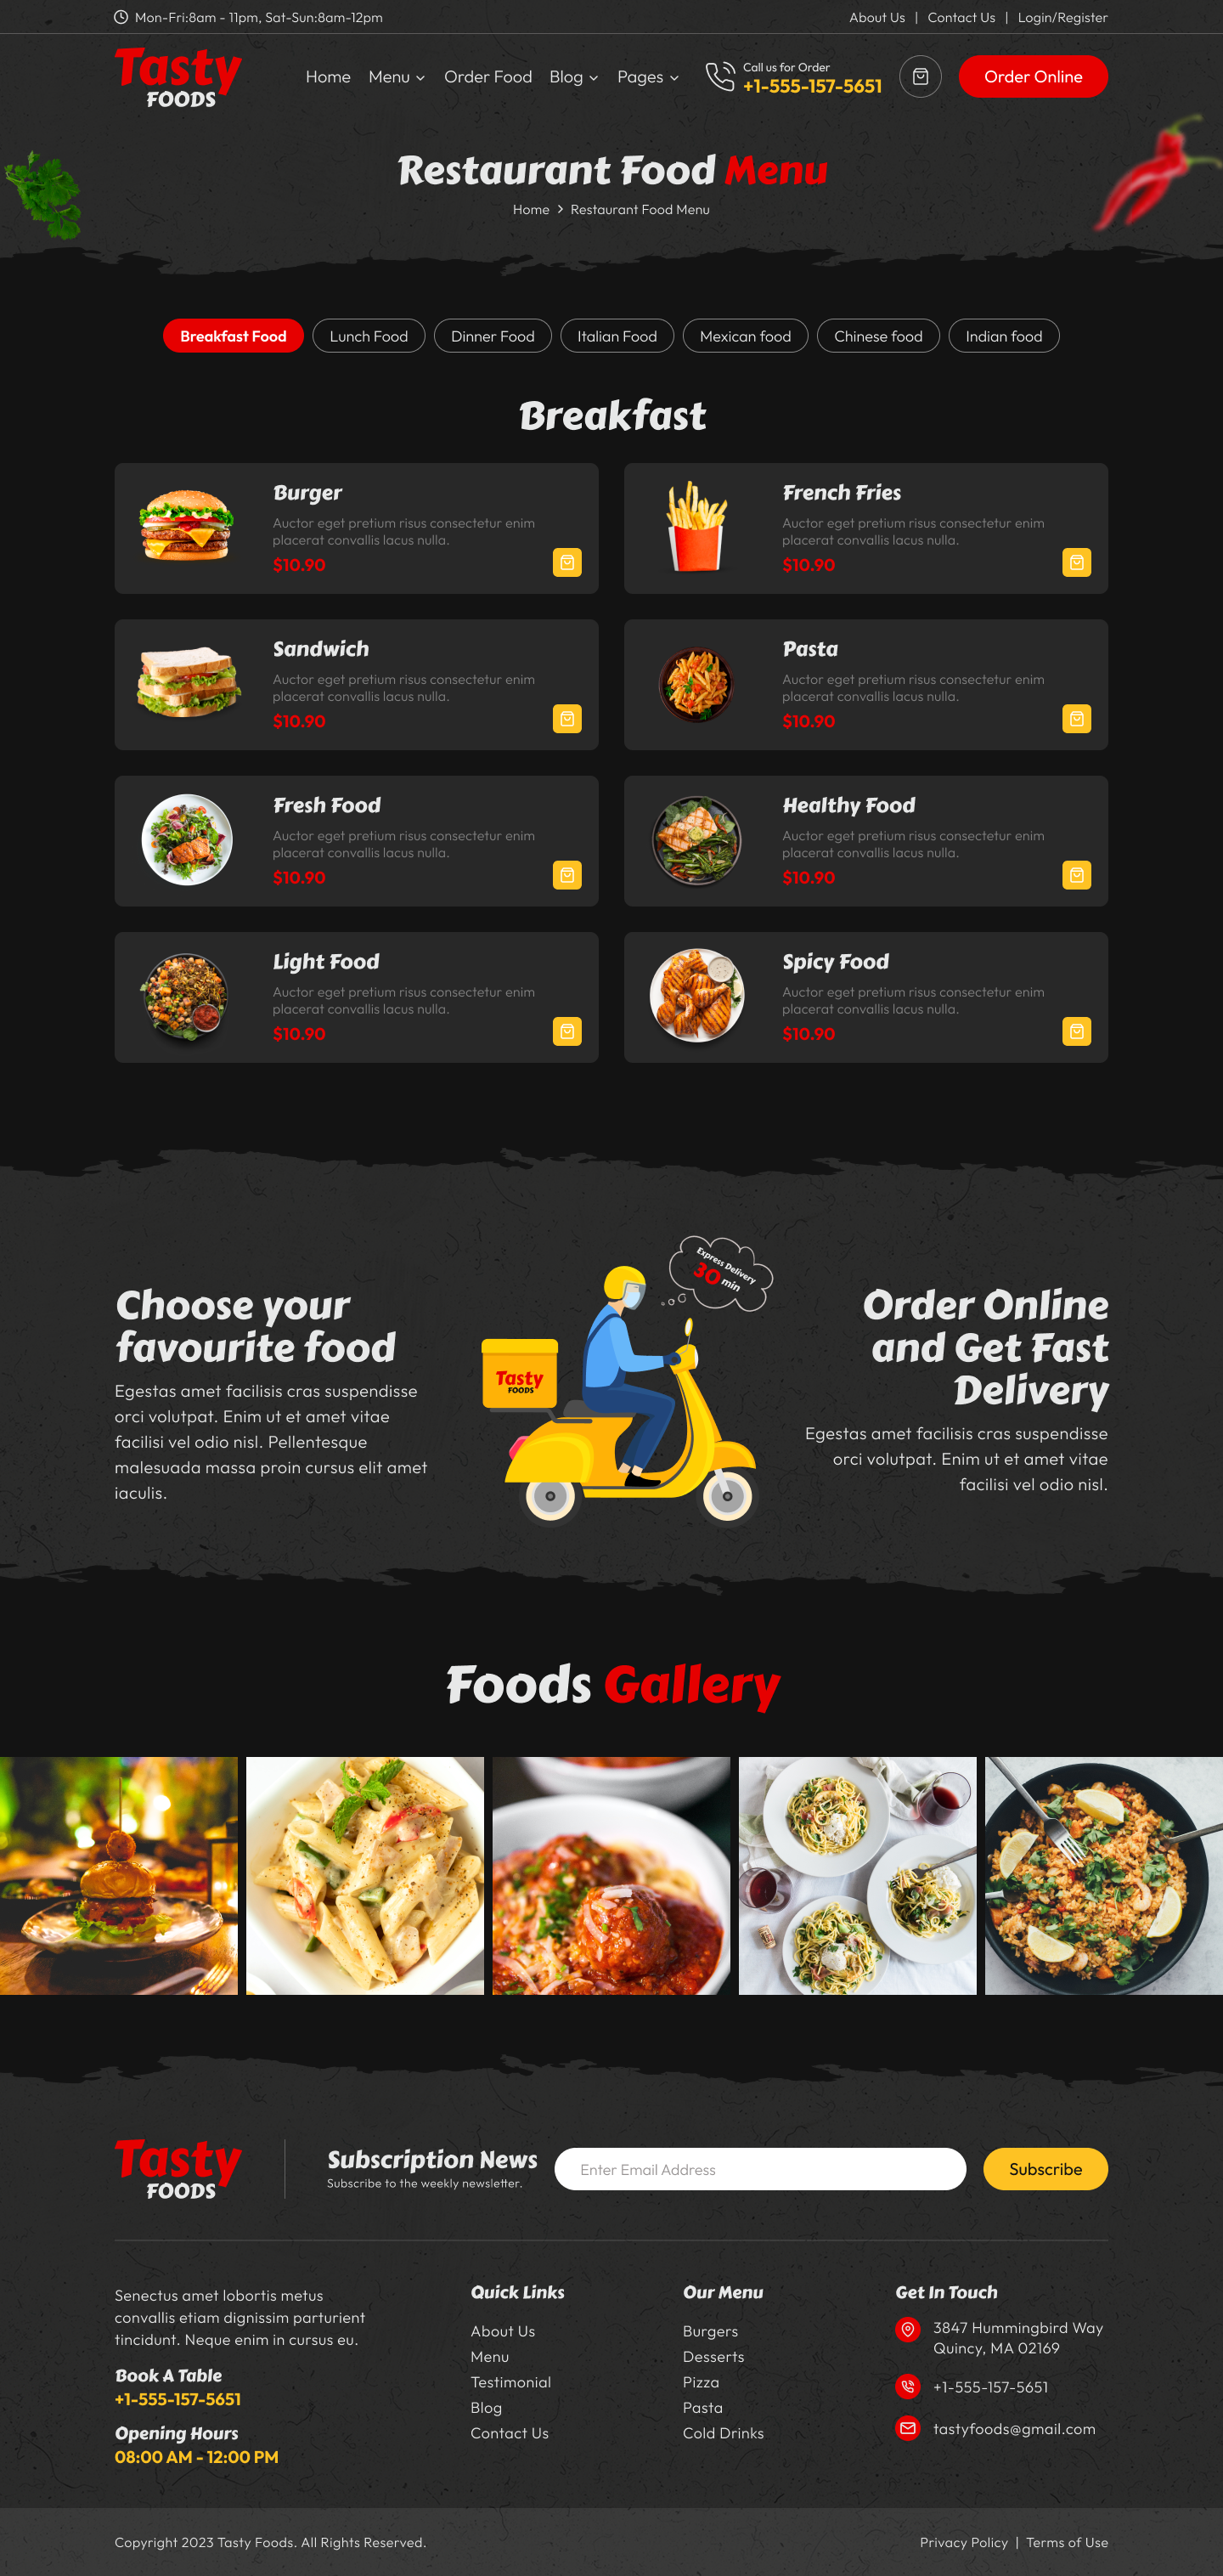 Mon-Fri:8am - 11pm, Sat-Sun:8am-12pm
About Us | Contact Us | Login/Register
Tasty
FOODS
Home Menu Order Food Blog Pages
Call us for Order
+1-555-157-5651
Order Online
Restaurant Food Menu
Home > Restaurant Food Menu
Breakfast Food
Lunch Food
Dinner Food
Italian Food
Mexican food
Chinese food
Indian food
Breakfast
Burger
Auctor eget pretium risus consectetur enim
placerat convallis lacus nulla.
$10.90
French Fries
Auctor eget pretium risus consectetur enim
placerat convallis lacus nulla.
$10.90
Sandwich
Auctor eget pretium risus consectetur enim
placerat convallis lacus nulla.
$10.90
Pasta
Auctor eget pretium risus consectetur enim
placerat convallis lacus nulla.
$10.90
Fresh Food
Auctor eget pretium risus consectetur enim
placerat convallis lacus nulla.
$10.90
Healthy Food
Auctor eget pretium risus consectetur enim
placerat convallis lacus nulla.
$10.90
Light Food
Auctor eget pretium risus consectetur enim
placerat convallis lacus nulla.
$10.90
Spicy Food
Auctor eget pretium risus consectetur enim
placerat convallis lacus nulla.
$10.90
Choose your
favourite food
Egestas amet facilisis cras suspendisse
orci volutpat. Enim ut et amet vitae
facilisi vel odio nisl. Pellentesque
malesuada massa proin cursus elit amet
iaculis.
Express Delivery
30 min
Tasty
FOODS
Order Online
and Get Fast
Delivery
Egestas amet facilisis cras suspendisse
orci volutpat. Enim ut et amet vitae
facilisi vel odio nisl.
Foods Gallery
Tasty
FOODS
Subscription News
Subscribe to the weekly newsletter.
Enter Email Address
Subscribe
Senectus amet lobortis metus
convallis etiam dignissim parturient
tincidunt. Neque enim in cursus eu.
Book A Table
+1-555-157-5651
Opening Hours
08:00 AM - 12:00 PM
Quick Links
About Us
Menu
Testimonial
Blog
Contact Us
Our Menu
Burgers
Desserts
Pizza
Pasta
Cold Drinks
Get In Touch
3847 Hummingbird Way
Quincy, MA 02169
+1-555-157-5651
tastyfoods@gmail.com
Copyright 2023 Tasty Foods. All Rights Reserved.
Privacy Policy | Terms of Use